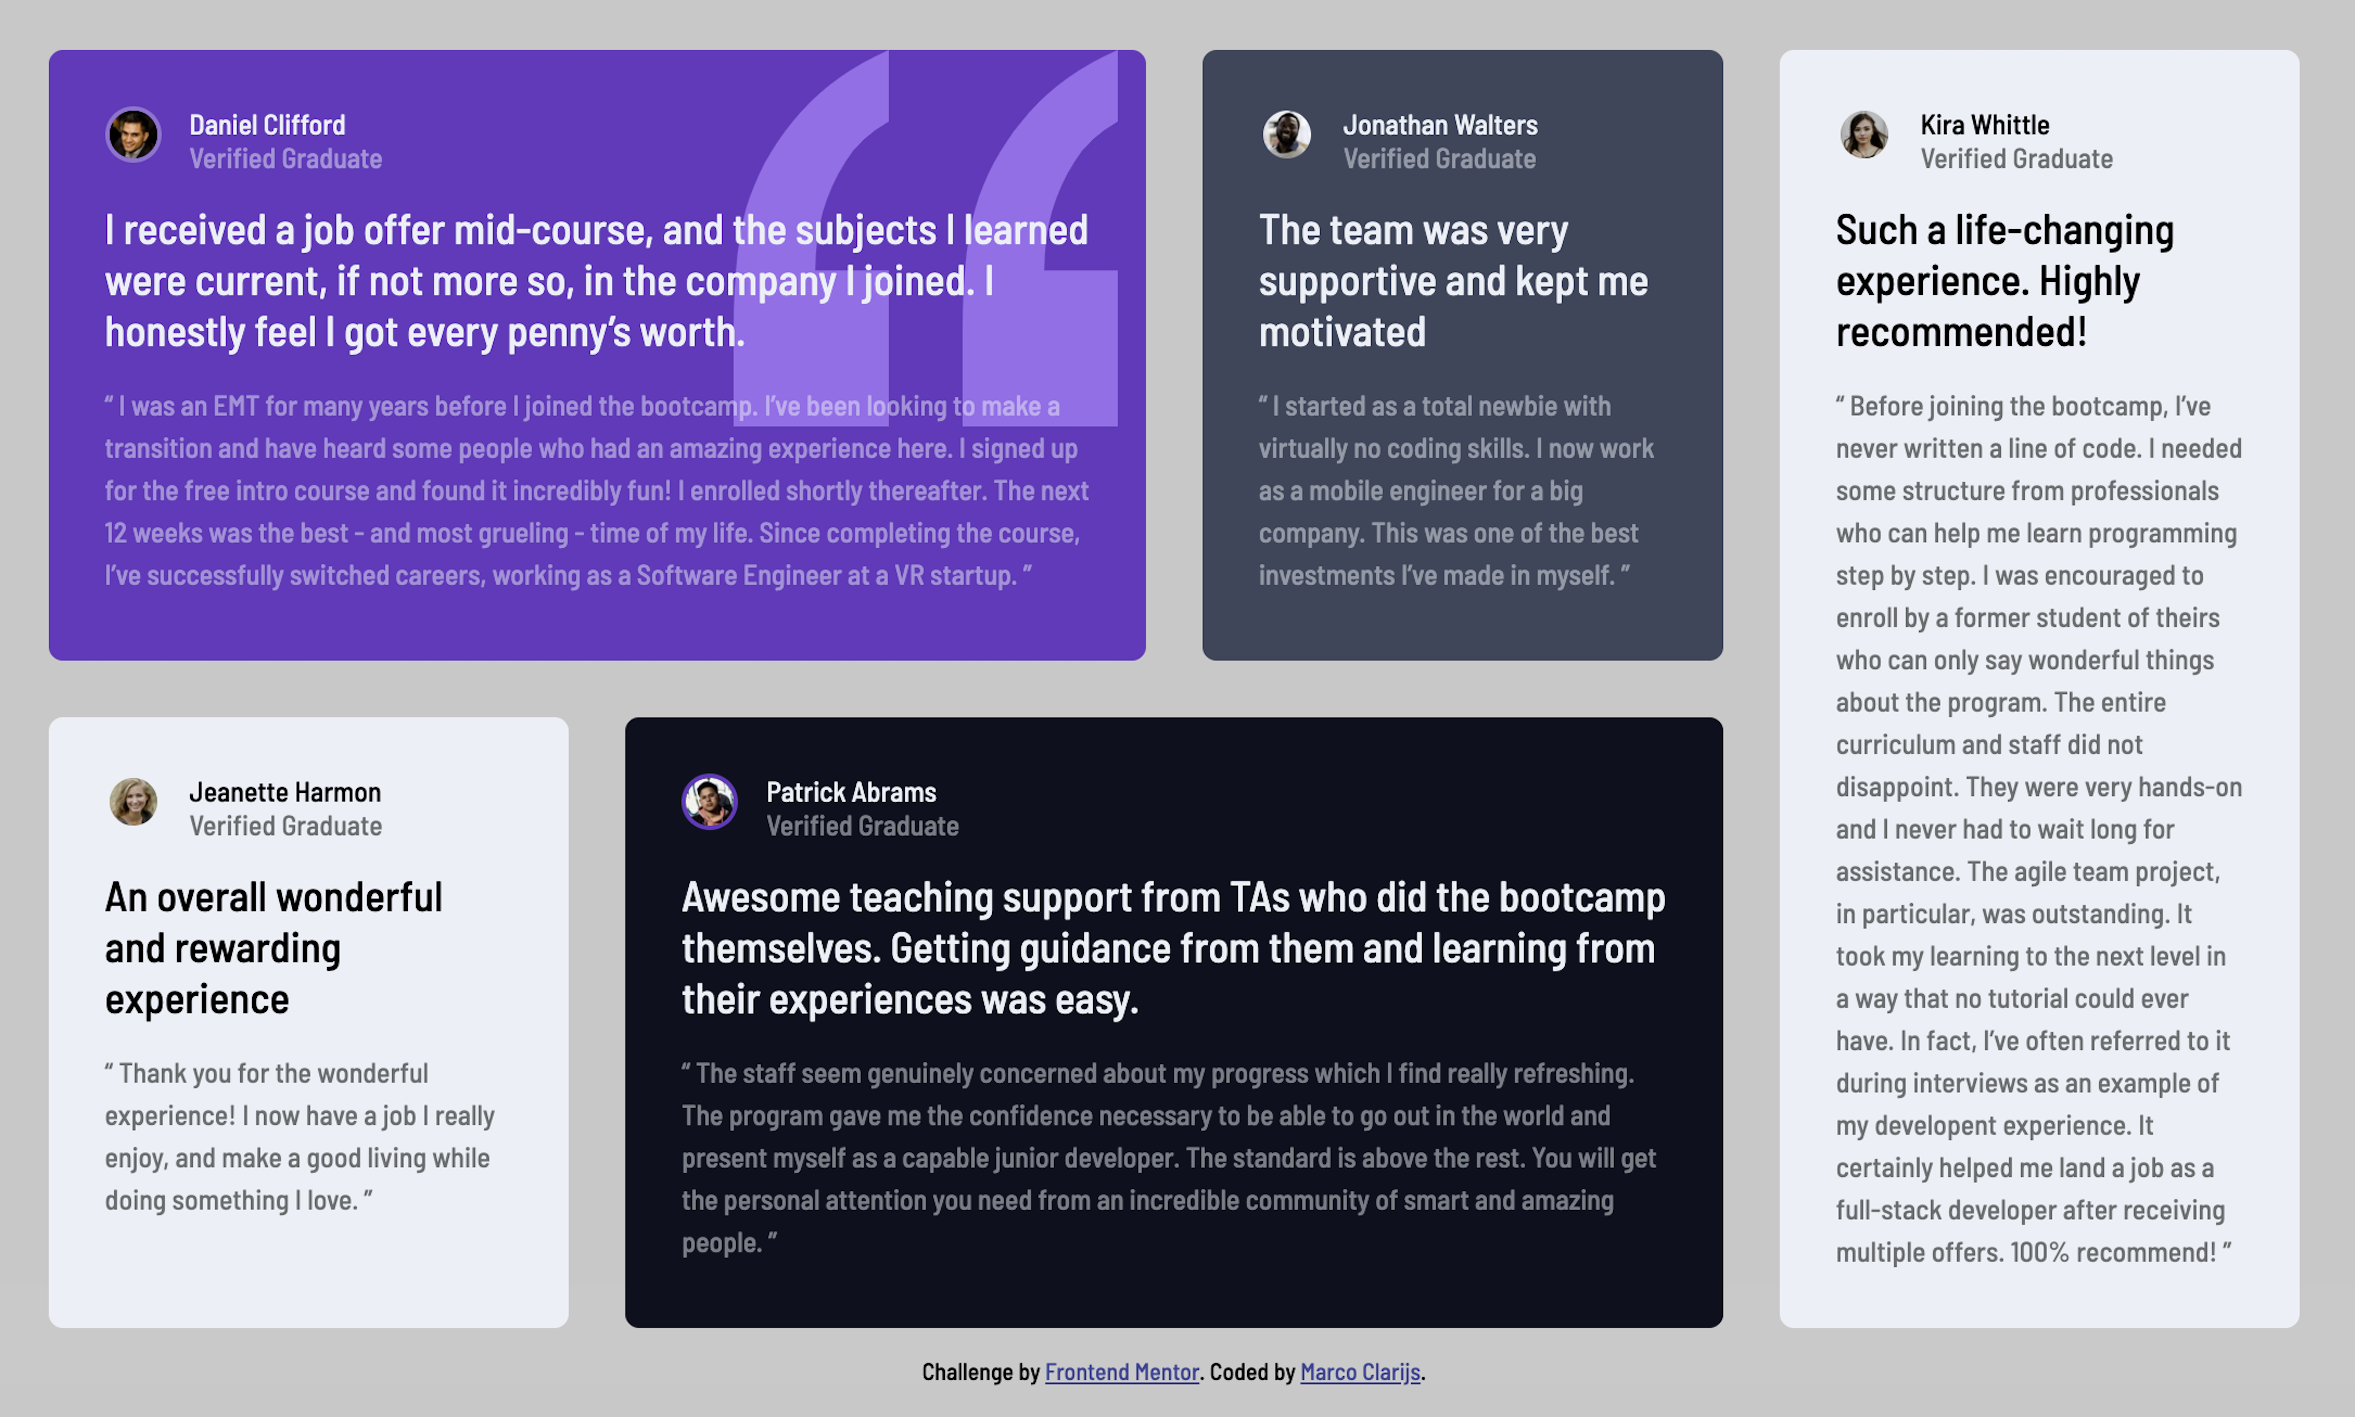 Daniel Clifford
Verified Graduate
I received a job offer mid-course, and the subjects I learned
were current, if not more so, in the company I joined. I
honestly feel I got every penny’s worth.
“ I was an EMT for many years before I joined the bootcamp. I’ve been looking to make a
transition and have heard some people who had an amazing experience here. I signed up
for the free intro course and found it incredibly fun! I enrolled shortly thereafter. The next
12 weeks was the best - and most grueling - time of my life. Since completing the course,
I’ve successfully switched careers, working as a Software Engineer at a VR startup. ”
Jonathan Walters
Verified Graduate
The team was very
supportive and kept me
motivated
“ I started as a total newbie with
virtually no coding skills. I now work
as a mobile engineer for a big
company. This was one of the best
investments I’ve made in myself. ”
Kira Whittle
Verified Graduate
Such a life-changing
experience. Highly
recommended!
“ Before joining the bootcamp, I’ve
never written a line of code. I needed
some structure from professionals
who can help me learn programming
step by step. I was encouraged to
enroll by a former student of theirs
who can only say wonderful things
about the program. The entire
curriculum and staff did not
disappoint. They were very hands-on
and I never had to wait long for
assistance. The agile team project,
in particular, was outstanding. It
took my learning to the next level in
a way that no tutorial could ever
have. In fact, I’ve often referred to it
during interviews as an example of
my developent experience. It
certainly helped me land a job as a
full-stack developer after receiving
multiple offers. 100% recommend! ”
Jeanette Harmon
Verified Graduate
An overall wonderful
and rewarding
experience
“ Thank you for the wonderful
experience! I now have a job I really
enjoy, and make a good living while
doing something I love. ”
Patrick Abrams
Verified Graduate
Awesome teaching support from TAs who did the bootcamp
themselves. Getting guidance from them and learning from
their experiences was easy.
“ The staff seem genuinely concerned about my progress which I find really refreshing.
The program gave me the confidence necessary to be able to go out in the world and
present myself as a capable junior developer. The standard is above the rest. You will get
the personal attention you need from an incredible community of smart and amazing
people. ”
Challenge by Frontend Mentor. Coded by Marco Clarijs.